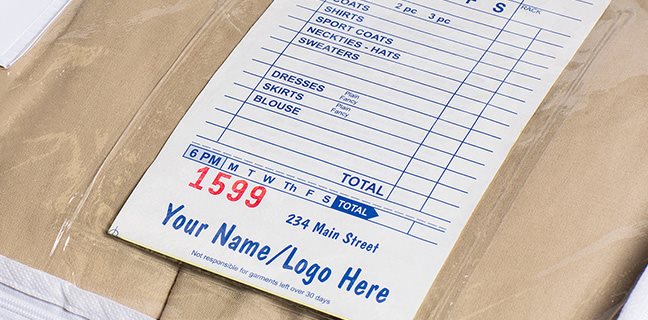 P S
RACK
COATS 2 pc 3 pc
SHIRTS
SPORT COATS
NECKTIES - HATS
SWEATERS
DRESSES Plain
Fancy
SKIRTS
BLOUSE Plain
Fancy
TOTAL
6 PM M T W Th F S TOTAL
1599
234 Main Street
Your Name/Logo Here
Not responsible for garments left over 30 days